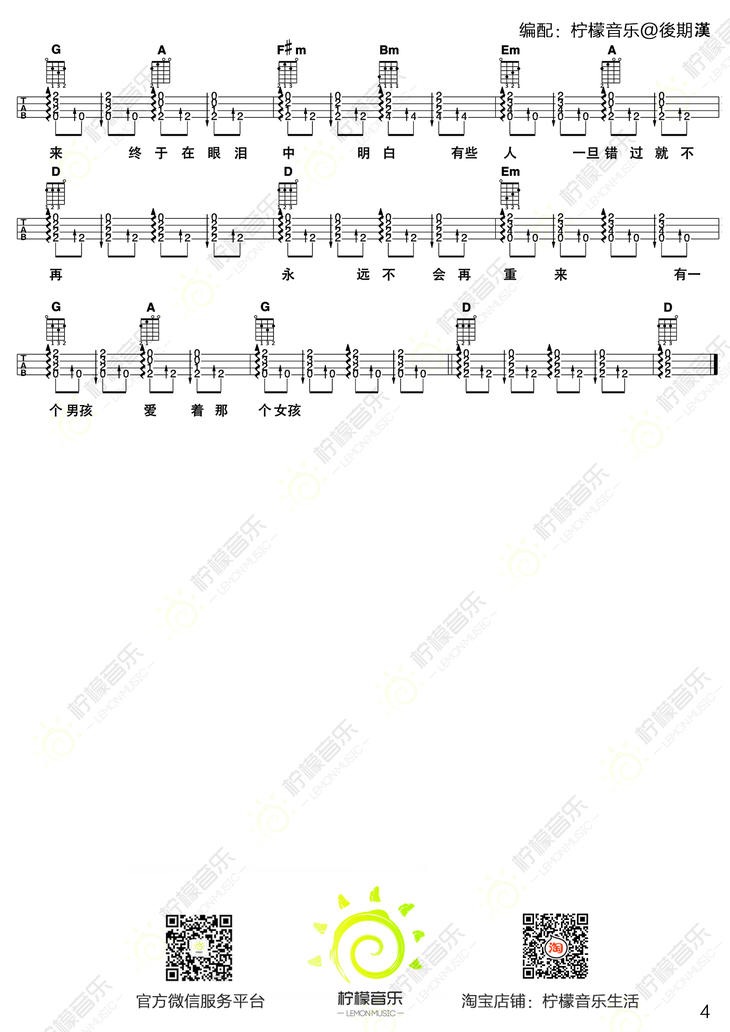 编配：柠檬音乐@後期漢
G A F#m Bm Em A
来 终于在眼泪中 明白 有些人 一旦错过就不
D D Em
再 永远不会再重来 有一
G A G D D
个男孩 爱着那个女孩
官方微信服务平台
柠檬音乐
LEMON MUSIC
淘宝店铺：柠檬音乐生活
淘
4